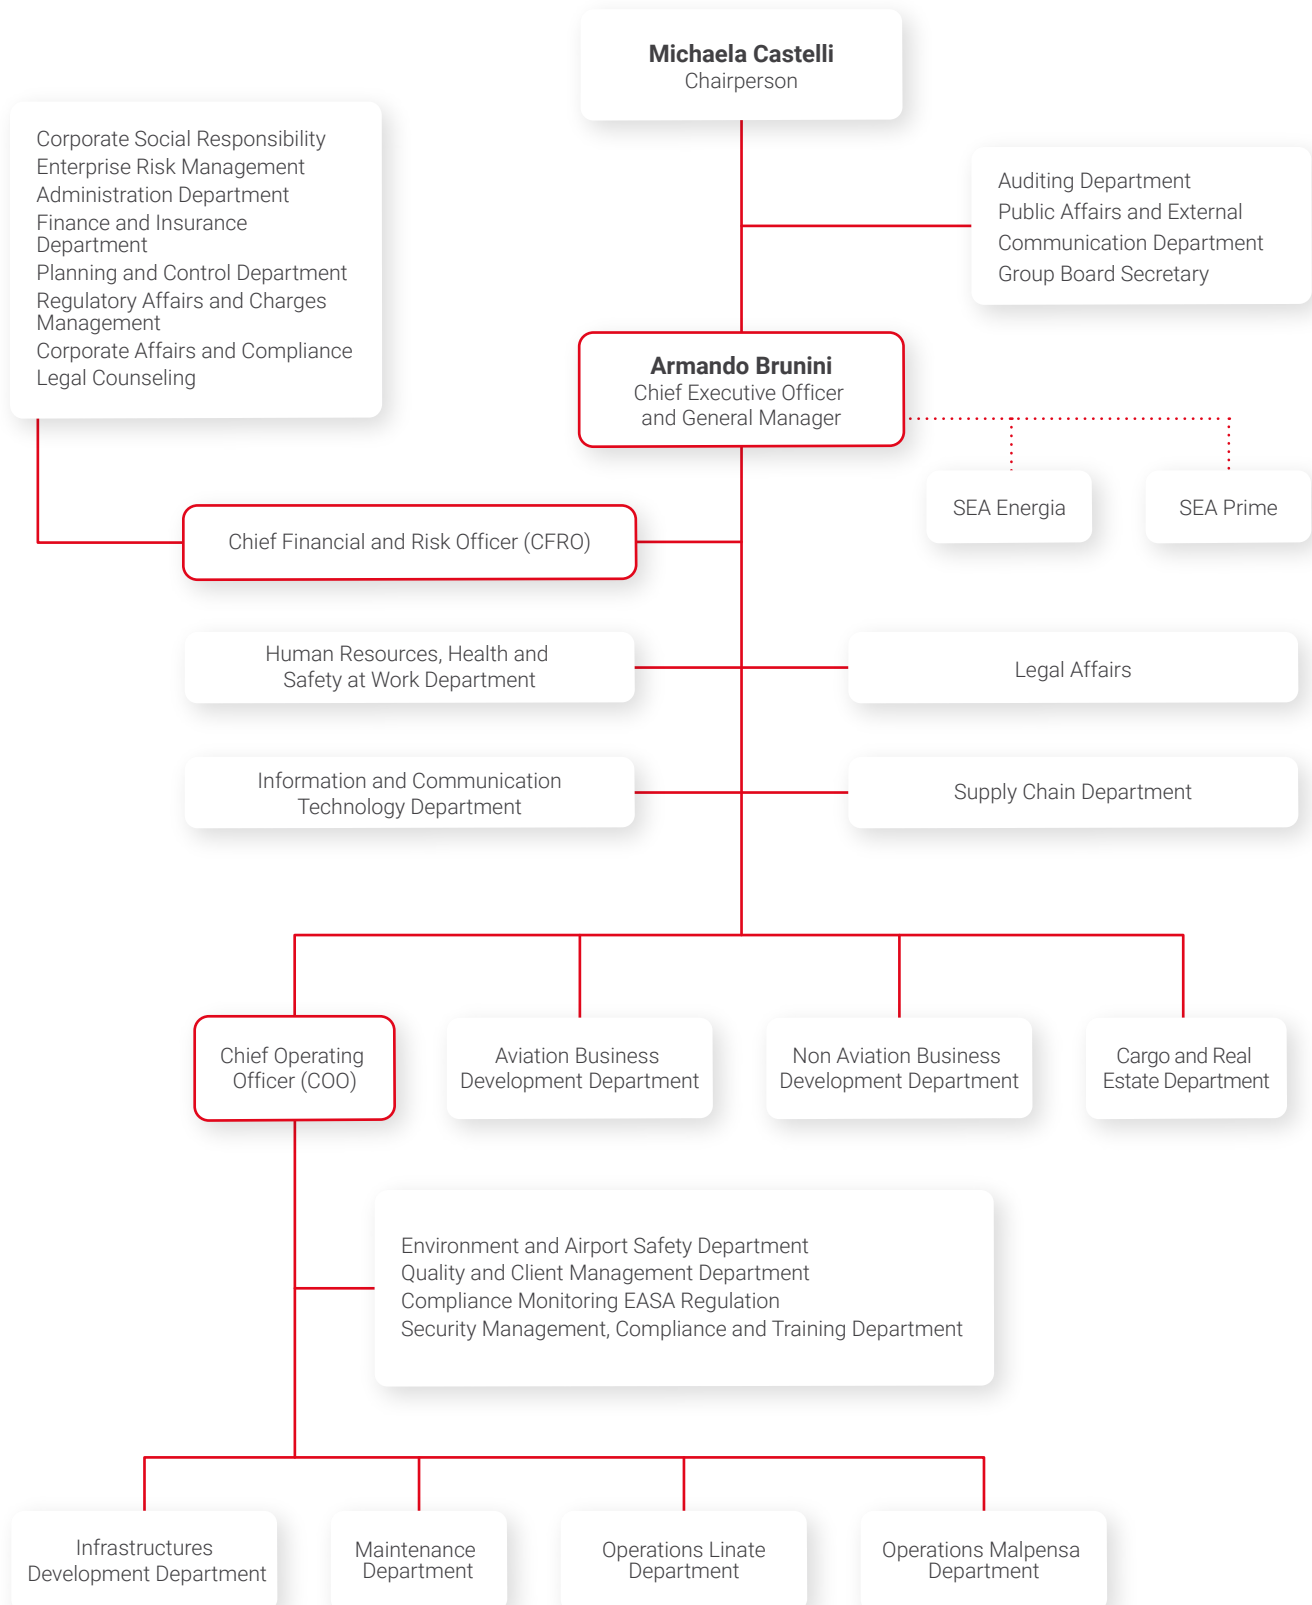 Michaela Castelli
Chairperson
Corporate Social Responsibility
Enterprise Risk Management
Administration Department
Finance and Insurance
Department
Planning and Control Department
Regulatory Affairs and Charges
Management
Corporate Affairs and Compliance
Legal Counseling
Auditing Department
Public Affairs and External
Communication Department
Group Board Secretary
Armando Brunini
Chief Executive Officer
and General Manager
SEA Energia
SEA Prime
Chief Financial and Risk Officer (CFRO)
Human Resources, Health and
Safety at Work Department
Legal Affairs
Information and Communication
Technology Department
Supply Chain Department
Chief Operating
Officer (COO)
Aviation Business
Development Department
Non Aviation Business
Development Department
Cargo and Real
Estate Department
Environment and Airport Safety Department
Quality and Client Management Department
Compliance Monitoring EASA Regulation
Security Management, Compliance and Training Department
Infrastructures
Development Department
Maintenance
Department
Operations Linate
Department
Operations Malpensa
Department